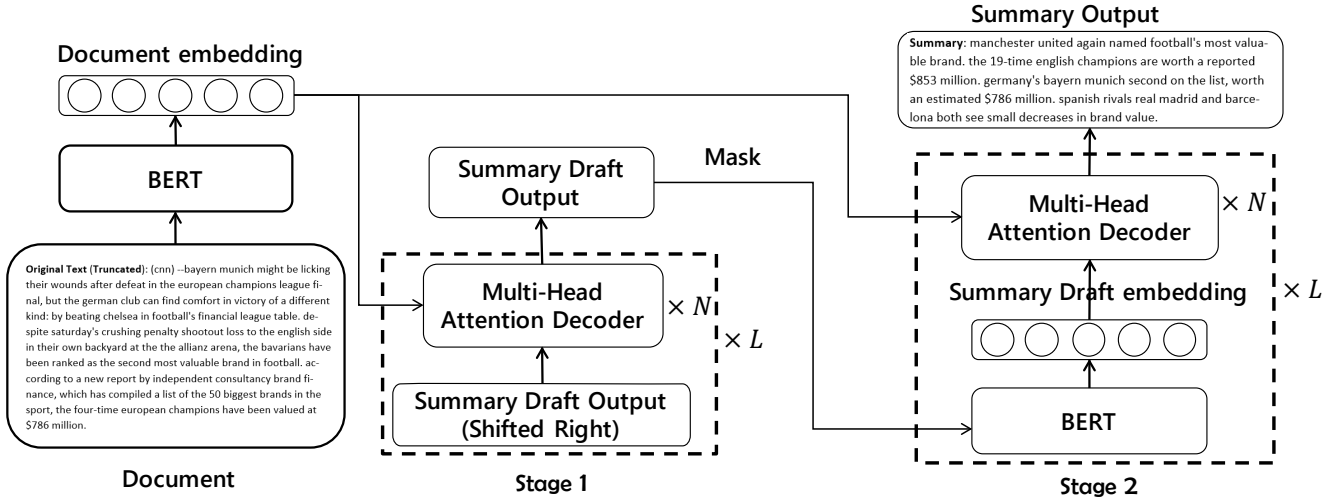 Document embedding
BERT
Original Text (Truncated): (cnn) --bayern munich might be licking
their wounds after defeat in the european champions league fi-
nal, but the german club can find comfort in victory of a different
kind: by beating chelsea in football's financial league table. de-
spite saturday's crushing penalty shootout loss to the english side
in their own backyard at the the allianz arena, the bavarians have
been ranked as the second most valuable brand in football. ac-
cording to a new report by independent consultancy brand fi-
nance, which has compiled a list of the 50 biggest brands in the
sport, the four-time european champions have been valued at
$786 million.
Document
Summary Draft
Output
Mask
Multi-Head
Attention Decoder
× N
× L
Summary Draft Output
(Shifted Right)
Stage 1
Summary Output
Summary: manchester united again named football's most valua-
ble brand. the 19-time english champions are worth a reported
$853 million. germany's bayern munich second on the list, worth
an estimated $786 million. spanish rivals real madrid and barce-
lona both see small decreases in brand value.
Multi-Head
Attention Decoder
× N
Summary Draft embedding
× L
BERT
Stage 2